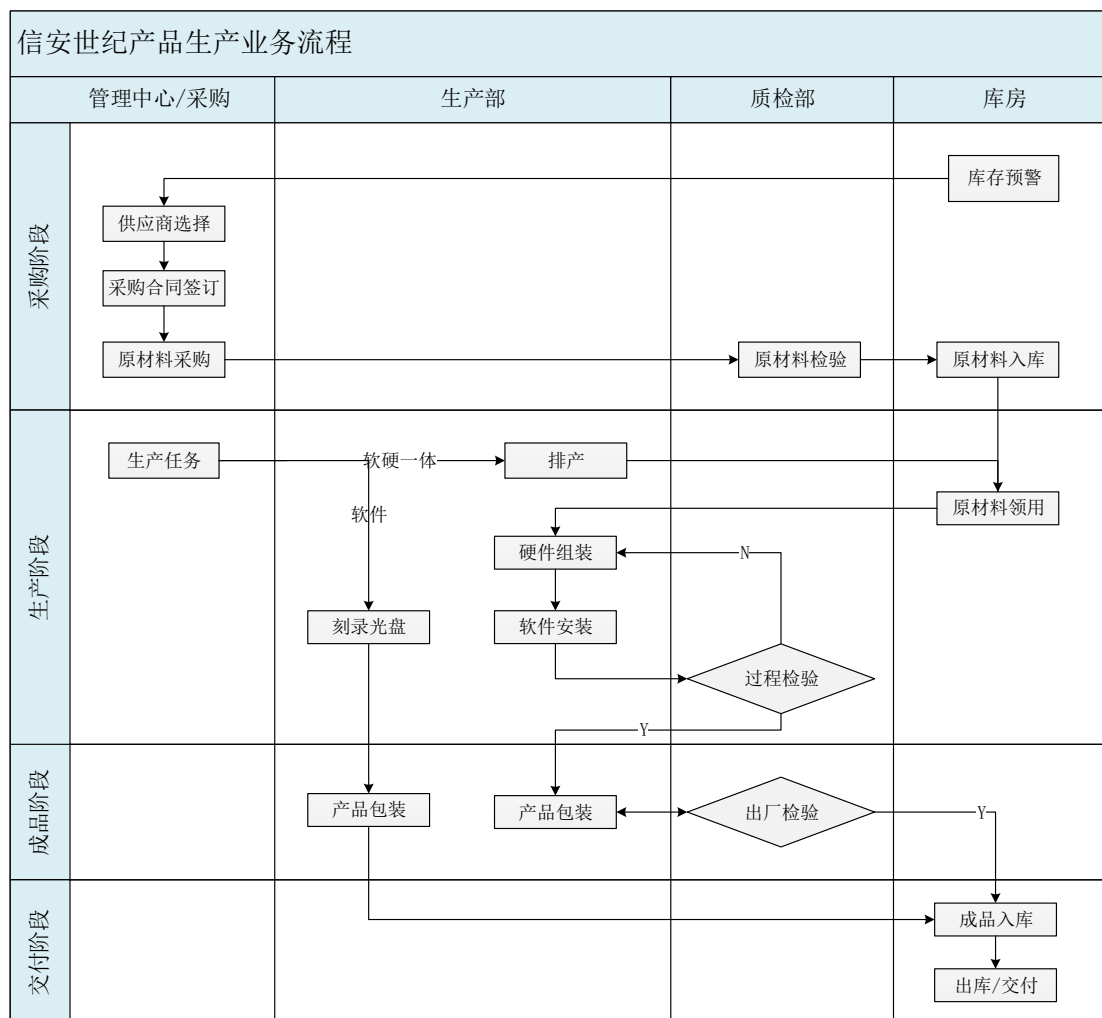 信安世纪产品生产业务流程
管理中心/采购
生产部
质检部
库房
采购阶段
库存预警
供应商选择
采购合同签订
原材料采购
原材料检验
原材料入库
生产阶段
生产任务
软硬一体
排产
软件
原材料领用
硬件组装
N
刻录光盘
软件安装
过程检验
Y
成品阶段
产品包装
产品包装
出厂检验
Y
交付阶段
成品入库
出库/交付